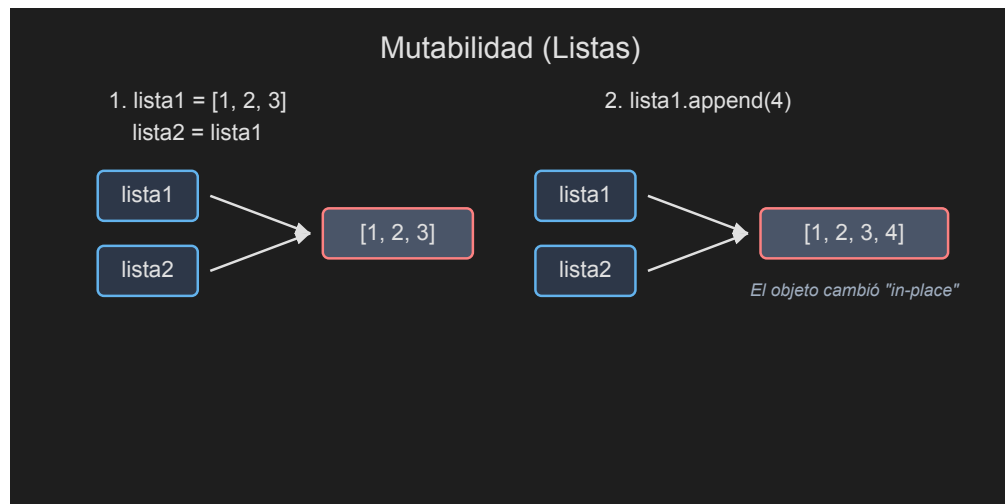 Mutabilidad (Listas)
1. lista1 = [1, 2, 3]
lista2 = lista1
lista1
[1, 2, 3]
lista2
2. lista1.append(4)
lista1
[1, 2, 3, 4]
lista2
El objeto cambió "in-place"